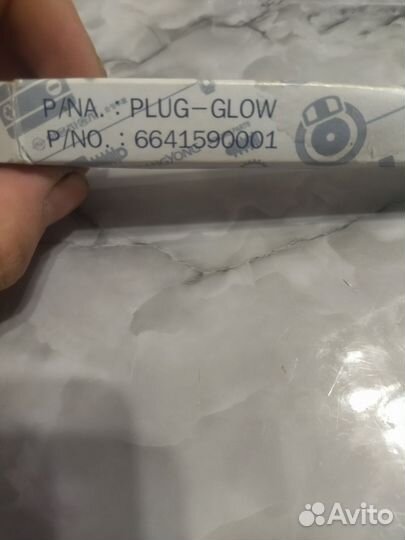 P/NA. : PLUG-GLOW
P/NO. : 6641590001
Avito